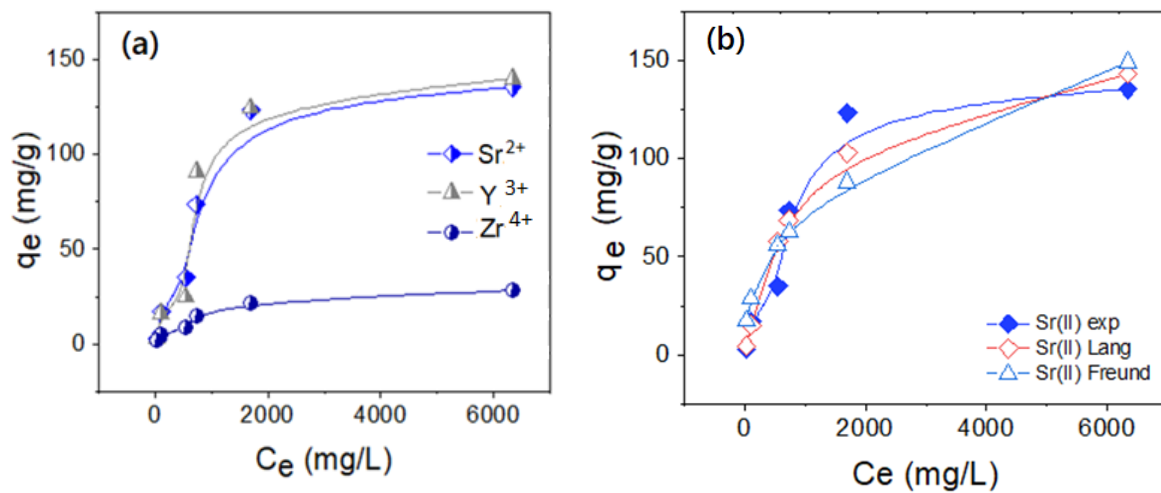 (a)
150
100
50
0
qe (mg/g)
Sr2+
Y 3+
Zr 4+
0
2000
4000
6000
Ce (mg/L)
(b)
150
100
50
0
qe (mg/g)
Sr(II) exp
Sr(II) Lang
Sr(II) Freund
0
2000
4000
6000
Ce (mg/L)